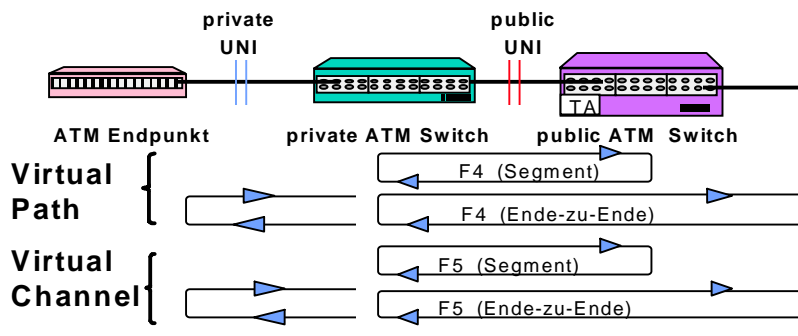 private
UNI
public
UNI
TA
ATM Endpunkt
private ATM Switch
public ATM Switch
Virtual
Path
F4 (Segment)
F4 (Ende-zu-Ende)
Virtual
Channel
F5 (Segment)
F5 (Ende-zu-Ende)